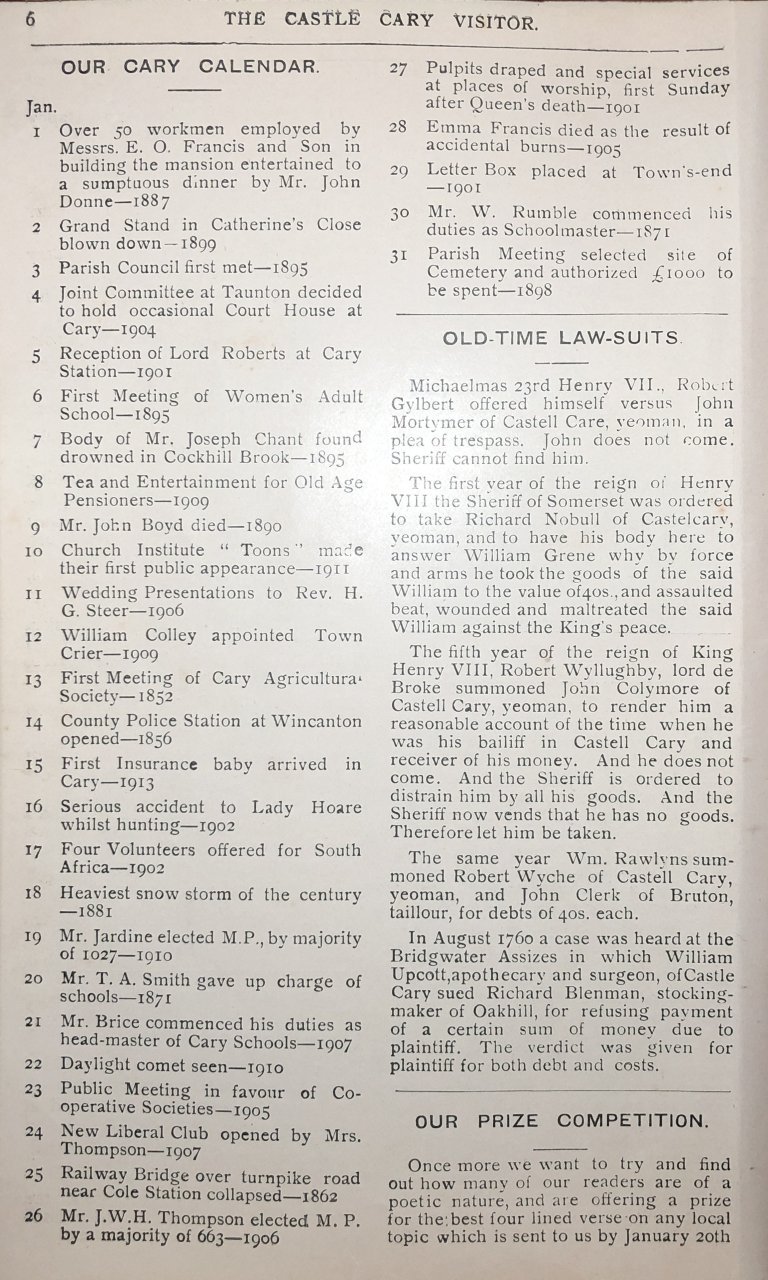 6
THE CASTLE CARY VISITOR.
OUR CARY CALENDAR.
Jan.
1 Over 50 workmen employed by
Messrs. E. O. Francis and Son in
building the mansion entertained to
a sumptuous dinner by Mr. John
Donne—1887
2 Grand Stand in Catherine's Close
blown down—1899
3 Parish Council first met—1895
4 Joint Committee at Taunton decided
to hold occasional Court House at
Cary—1904
5 Reception of Lord Roberts at Cary
Station—1901
6 First Meeting of Women's Adult
School—1895
7 Body of Mr. Joseph Chant found
drowned in Cockhill Brook—1895
8 Tea and Entertainment for Old Age
Pensioners—1909
9 Mr. John Boyd died—1890
10 Church Institute " Toons " made
their first public appearance—1911
11 Wedding Presentations to Rev. H.
G. Steer—1906
12 William Colley appointed Town
Crier—1909
13 First Meeting of Cary Agricultural
Society—1852
14 County Police Station at Wincanton
opened—1856
15 First Insurance baby arrived in
Cary—1913
16 Serious accident to Lady Hoare
whilst hunting—1902
17 Four Volunteers offered for South
Africa—1902
18 Heaviest snow storm of the century
—1881
19 Mr. Jardine elected M.P., by majority
of 1027—1910
20 Mr. T. A. Smith gave up charge of
schools—1871
21 Mr. Brice commenced his duties as
head-master of Cary Schools—1907
22 Daylight comet seen—1910
23 Public Meeting in favour of Co-
operative Societies—1905
24 New Liberal Club opened by Mrs.
Thompson—1907
25 Railway Bridge over turnpike road
near Cole Station collapsed—1862
26 Mr. J.W.H. Thompson elected M. P.
by a majority of 663—1906
27 Pulpits draped and special services
at places of worship, first Sunday
after Queen's death—1901
28 Emma Francis died as the result of
accidental burns—1905
29 Letter Box placed at Town's-end
—1901
30 Mr. W. Rumble commenced his
duties as Schoolmaster—1871
31 Parish Meeting selected site of
Cemetery and authorized £1000 to
be spent—1898
OLD-TIME LAW-SUITS.
Michaelmas 23rd Henry VII., Robert
Gylbert offered himself versus John
Mortymer of Castell Care, yeoman, in a
plea of trespass. John does not come.
Sheriff cannot find him.
The first year of the reign of Henry
VIII the Sheriff of Somerset was ordered
to take Richard Nobull of Castelcary,
yeoman, and to have his body here to
answer William Grene why by force
and arms he took the goods of the said
William to the value of 40s., and assaulted
beat, wounded and maltreated the said
William against the King's peace.
The fifth year of the reign of King
Henry VIII, Robert Wyllughby, lord de
Broke summoned John Colymore of
Castell Cary, yeoman, to render him a
reasonable account of the time when he
was his bailiff in Castell Cary and
receiver of his money. And he does not
come. And the Sheriff is ordered to
distrain him by all his goods. And the
Sheriff now vends that he has no goods.
Therefore let him be taken.
The same year Wm. Rawlyns sum-
moned Robert Wyche of Castell Cary,
yeoman, and John Clerk of Bruton,
taillour, for debts of 40s. each.
In August 1760 a case was heard at the
Bridgwater Assizes in which William
Upcott, apothecary and surgeon, of Castle
Cary sued Richard Blenman, stocking-
maker of Oakhill, for refusing payment
of a certain sum of money due to
plaintiff. The verdict was given for
plaintiff for both debt and costs.
OUR PRIZE COMPETITION.
Once more we want to try and find
out how many of our readers are of a
poetic nature, and are offering a prize
for the best four lined verse on any local
topic which is sent to us by January 20th